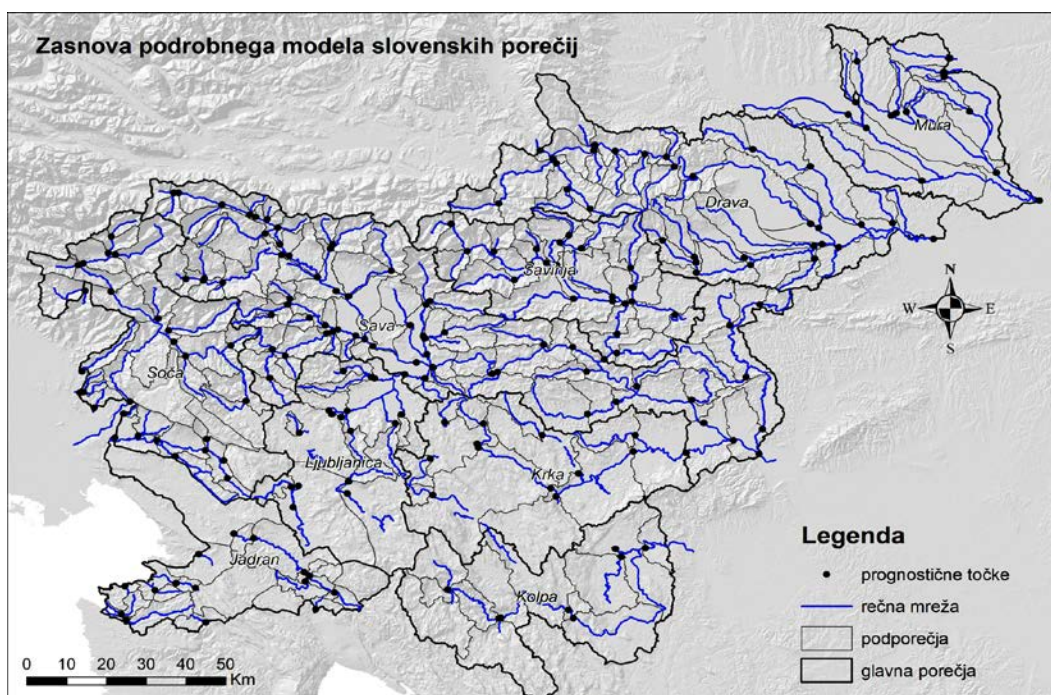 Zasnova podrobnega modela slovenskih porečij
Mura
Drava
Savinja
Sava
Soča
Ljubljanica
Krka
Jadran
Kolpa
N
W E
S
Legenda
prognostične točke
rečna mreža
podporečja
glavna porečja
0 10 20 30 40 50
Km